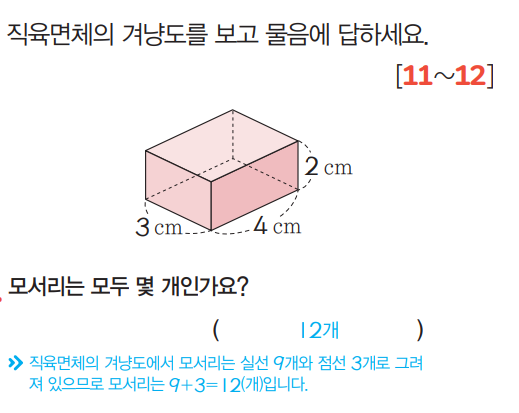 직육면체의 겨냥도를 보고 물음에 답하세요.
[11~12]
2 cm
3 cm
4 cm
모서리는 모두 몇 개인가요?
( 12개 )
직육면체의 겨냥도에서 모서리는 실선 9개와 점선 3개로 그려
져 있으므로 모서리는 9+3=12(개)입니다.